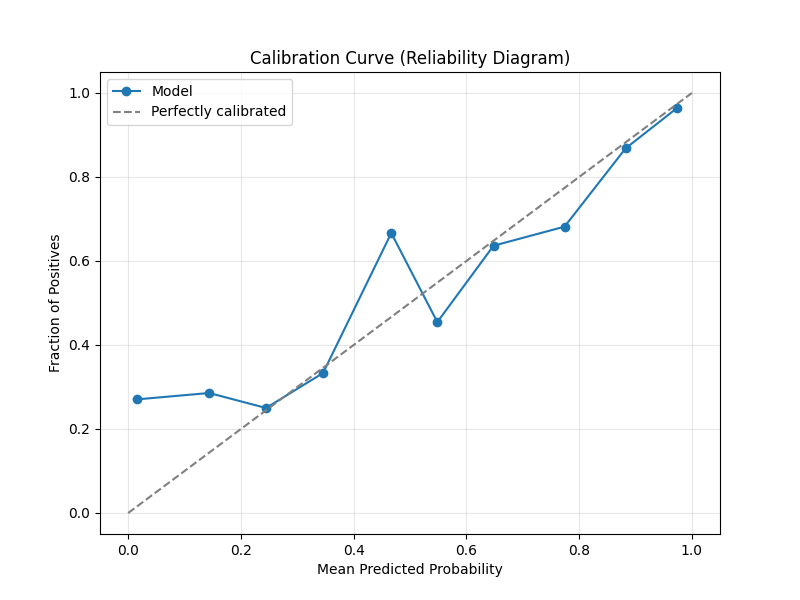 Calibration Curve (Reliability Diagram)
Model
Perfectly calibrated
Fraction of Positives
1.0
0.8
0.6
0.4
0.2
0.0
0.0 0.2 0.4 0.6 0.8 1.0
Mean Predicted Probability